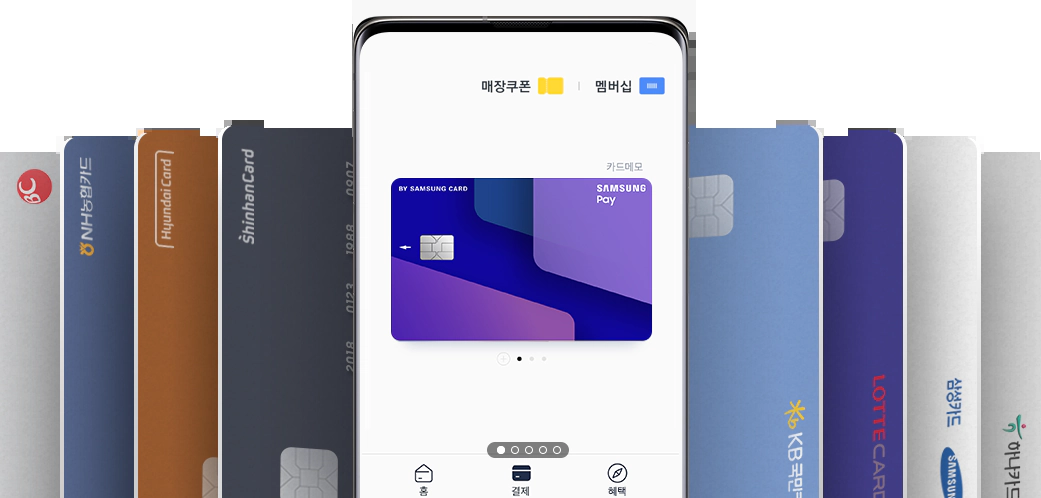 매장쿠폰
멤버십
카드메모
BY SAMSUNG CARD
SAMSUNG
Pay
홈
결제
혜택
BC
NH농협카드
HyundaiCard
ShinhanCard
2018 0123 1988 0907
KB국민
LOTTE CARD
삼성카드
SAMSUN
하나카드